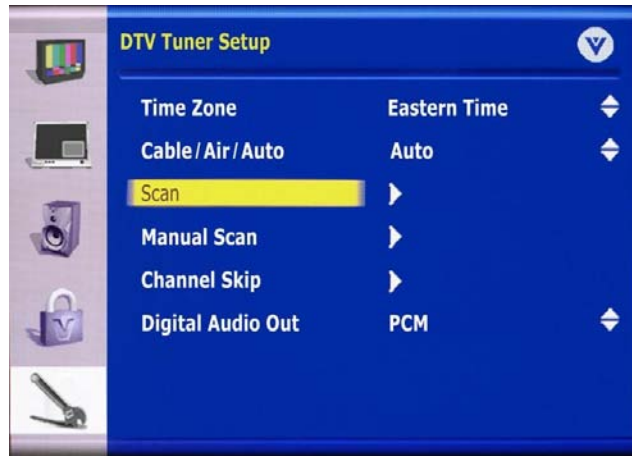 DTV Tuner Setup
Time Zone Eastern Time
Cable/Air/Auto Auto
Scan
Manual Scan
Channel Skip
Digital Audio Out PCM